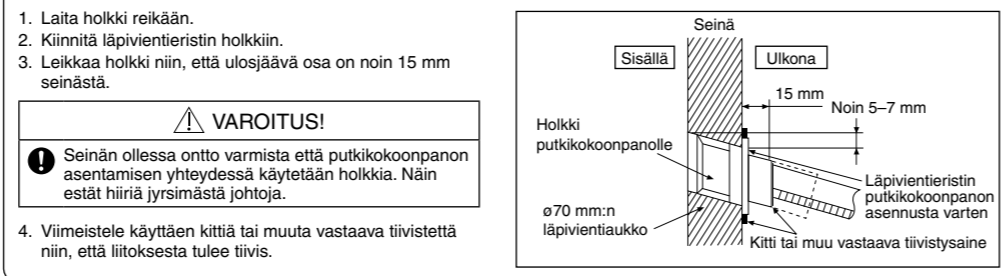 1. Laita holkki reikään.
2. Kiinnitä läpivientieristin holkkiin.
3. Leikkaa holkki niin, että ulosjäävä osa on noin 15 mm
seinästä.
VAROITUS!
Seinän ollessa ontto varmista että putkikokoonpanon
asentamisen yhteydessä käytetään holkkia. Näin
estät hiiriä jyrsimästä johtoja.
4. Viimeistele käyttäen kittiä tai muuta vastaava tiivistettä
niin, että liitoksesta tulee tiivis.
Seinä
Sisällä
Ulkona
15 mm
Noin 5–7 mm
Holkki
putkikokoonpanolle
Läpivientieristin
putkikokoonpanon
asennusta varten
ø70 mm:n
läpivientiaukko
Kitti tai muu vastaava tiivistysaine